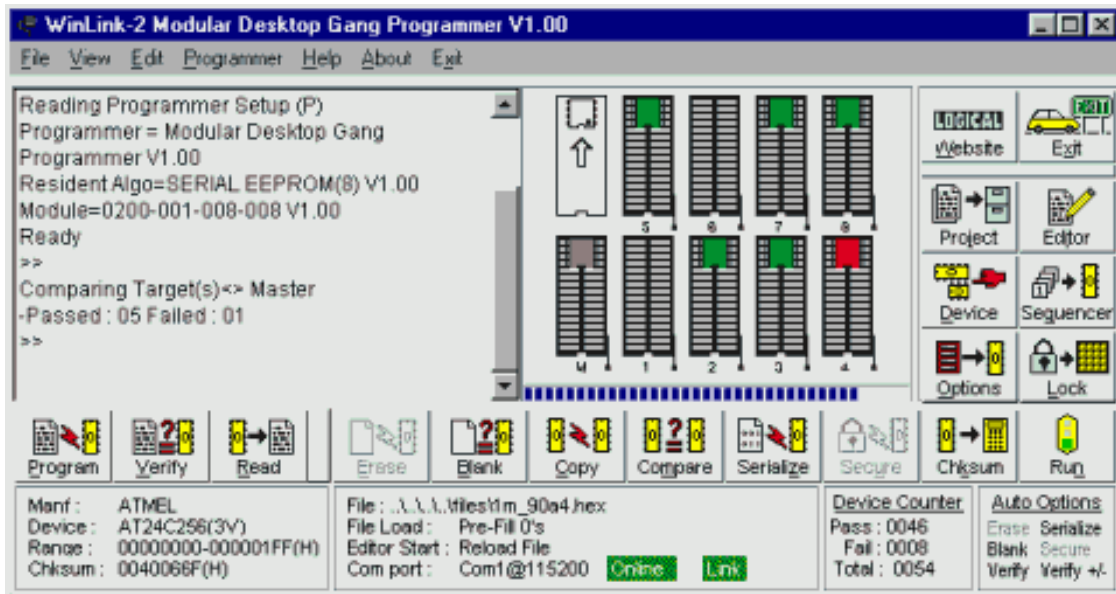 WinLink-2 Modular Desktop Gang Programmer V1.00
File View Edit Programmer Help About Exit
Reading Programmer Setup (P)
Programmer = Modular Desktop Gang
Programmer V1.00
Resident Algo=SERIAL EEPROM(8) V1.00
Module=0200-001-008-008 V1.00
Ready
>>
Comparing Target(s)<> Master
-Passed : 05 Failed : 01
>>
5 6 7 8
M 1 2 3 4
LOGICAL
Website
EXIT
Exit
Project
Editor
Device
Sequencer
Options
Lock
Program Verify Read Erase Blank Copy Compare Serialize Secure Chksum Run
Manf : ATMEL
Device : AT24C256(3V)
Range : 00000000-000001FF(H)
Chksum : 0040066F(H)
File : ..\..\..\..\files\1m_90a4.hex
File Load : Pre-Fill 0's
Editor Start : Reload File
Com port : Com1@115200 Online Link
Device Counter
Pass : 0046
Fail : 0008
Total : 0054
Auto Options
Erase Serialize
Blank Secure
Verify Verify +/-